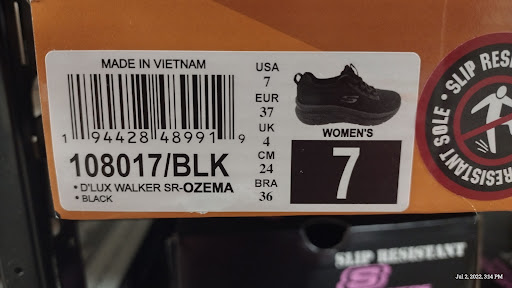 MADE IN VIETNAM
1 94428 48991 9
108017/BLK
• D'LUX WALKER SR-OZEMA
• BLACK
USA
7
EUR
37
UK
4
CM
24
BRA
36
WOMEN'S
7
SLIP RESIS
RESISTANT SOLE •
SLIP RESISTANT
S
Jul 2, 2022, 3:14 PM